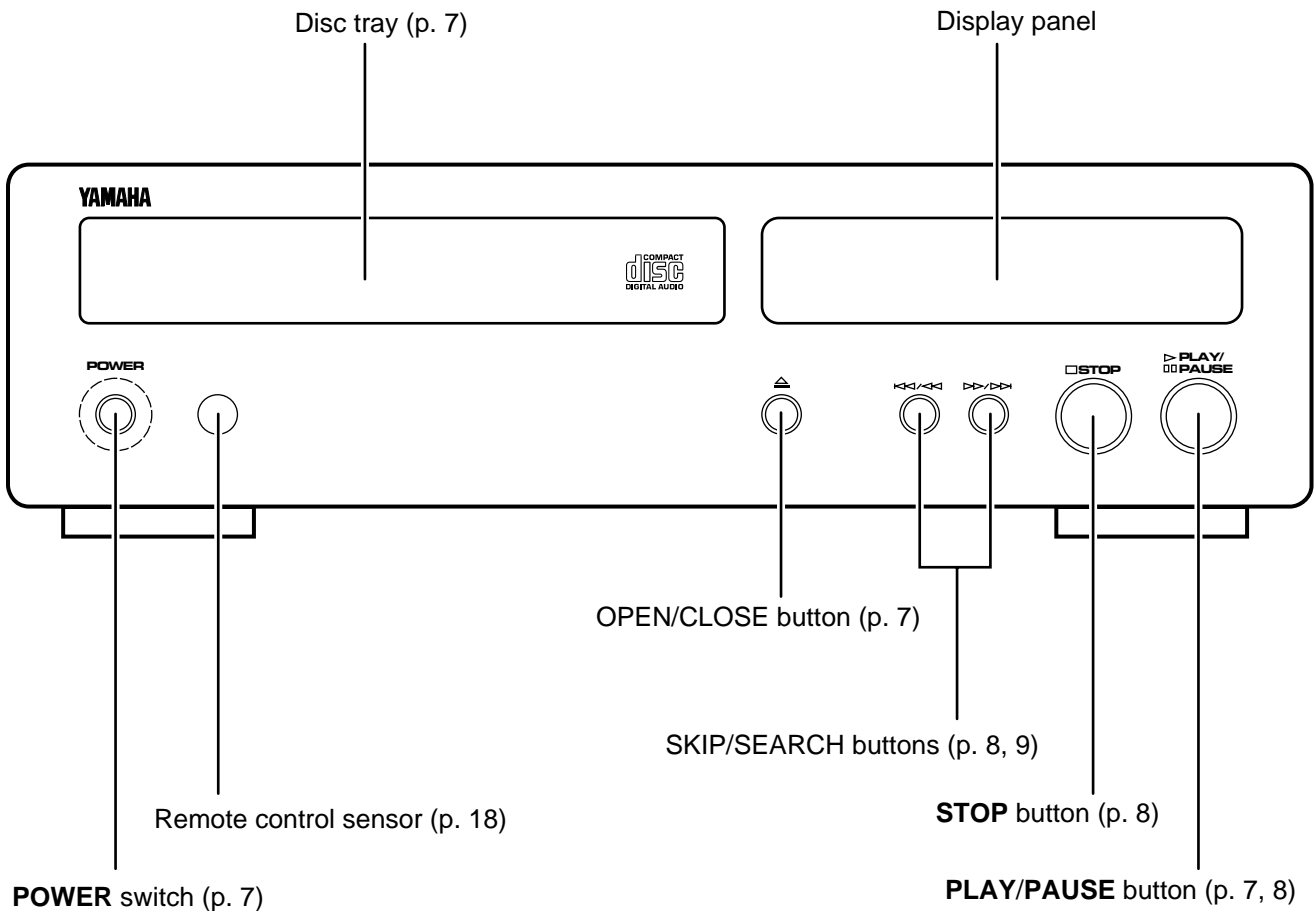 Disc tray (p. 7)
Display panel
YAMAHA
COMPACT
disc
DIGITAL AUDIO
POWER
STOP
PLAY/
PAUSE
OPEN/CLOSE button (p. 7)
SKIP/SEARCH buttons (p. 8, 9)
Remote control sensor (p. 18)
STOP button (p. 8)
POWER switch (p. 7)
PLAY/PAUSE button (p. 7, 8)